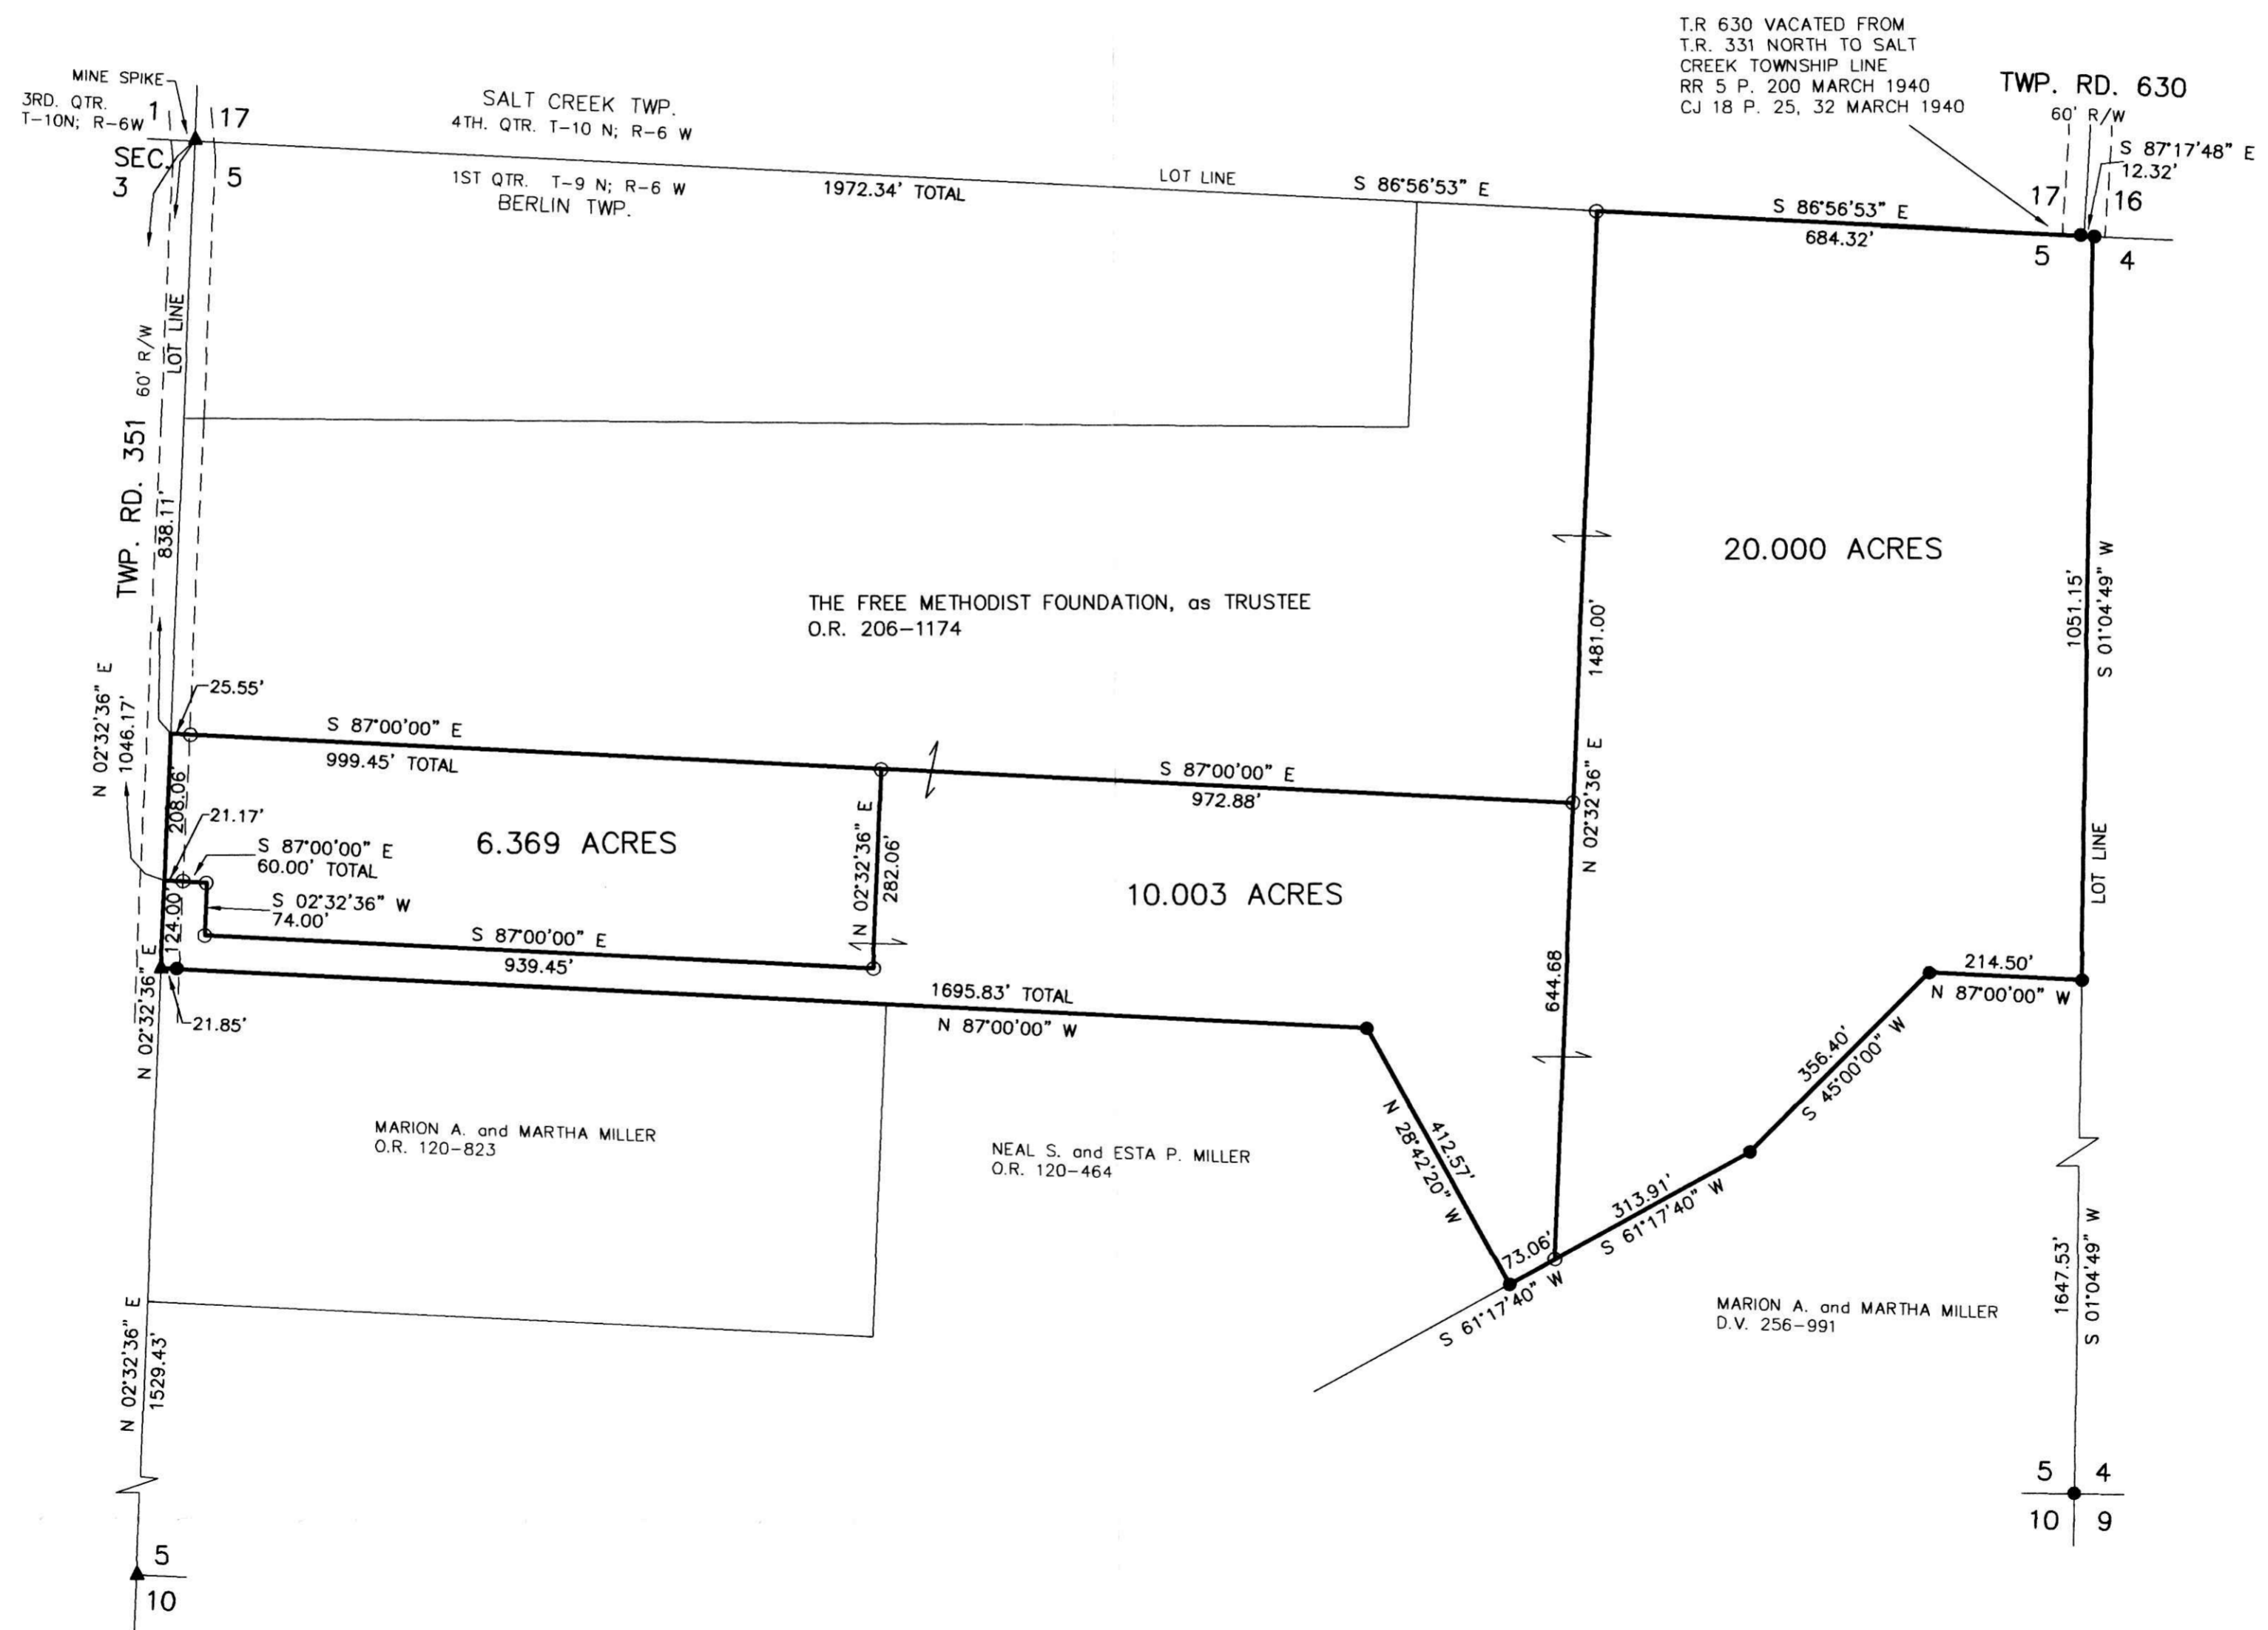 T.R 630 VACATED FROM
T.R. 331 NORTH TO SALT
CREEK TOWNSHIP LINE
RR 5 P. 200 MARCH 1940
CJ 18 P. 25, 32 MARCH 1940
TWP. RD. 630
60' R/W
S 87°17'48" E
12.32'
17
16
5
4
MINE SPIKE
3RD. QTR.
T-10N; R-6W
1
17
SEC.
3
5
SALT CREEK TWP.
4TH. QTR. T-10 N; R-6 W
1ST QTR. T-9 N; R-6 W
BERLIN TWP.
1972.34' TOTAL
LOT LINE
S 86°56'53" E
S 86°56'53" E
684.32'
LOT LINE
60' R/W
TWP. RD. 351
838.11'
20.000 ACRES
1051.15'
S 01°04'49" W
LOT LINE
THE FREE METHODIST FOUNDATION, as TRUSTEE
O.R. 206-1174
1481.00'
N 02°32'36" E
N 02°32'36" E
1046.17'
25.55'
S 87°00'00" E
999.45' TOTAL
S 87°00'00" E
972.88'
208.06'
21.17'
S 87°00'00" E
60.00' TOTAL
6.369 ACRES
N 02°32'36" E
282.06'
10.003 ACRES
S 02°32'36" W
74.00'
124.00'
S 87°00'00" E
939.45'
N 02°32'36" E
21.85'
1695.83' TOTAL
N 87°00'00" W
644.68
214.50'
N 87°00'00" W
356.40'
S 45°00'00" W
412.57'
N 28°42'20" W
313.91'
S 61°17'40" W
73.06'
S 61°17'40" W
MARION A. and MARTHA MILLER
O.R. 120-823
NEAL S. and ESTA P. MILLER
O.R. 120-464
MARION A. and MARTHA MILLER
D.V. 256-991
1647.53'
S 01°04'49" W
N 02°32'36" E
1529.43'
5
4
10
9
5
10